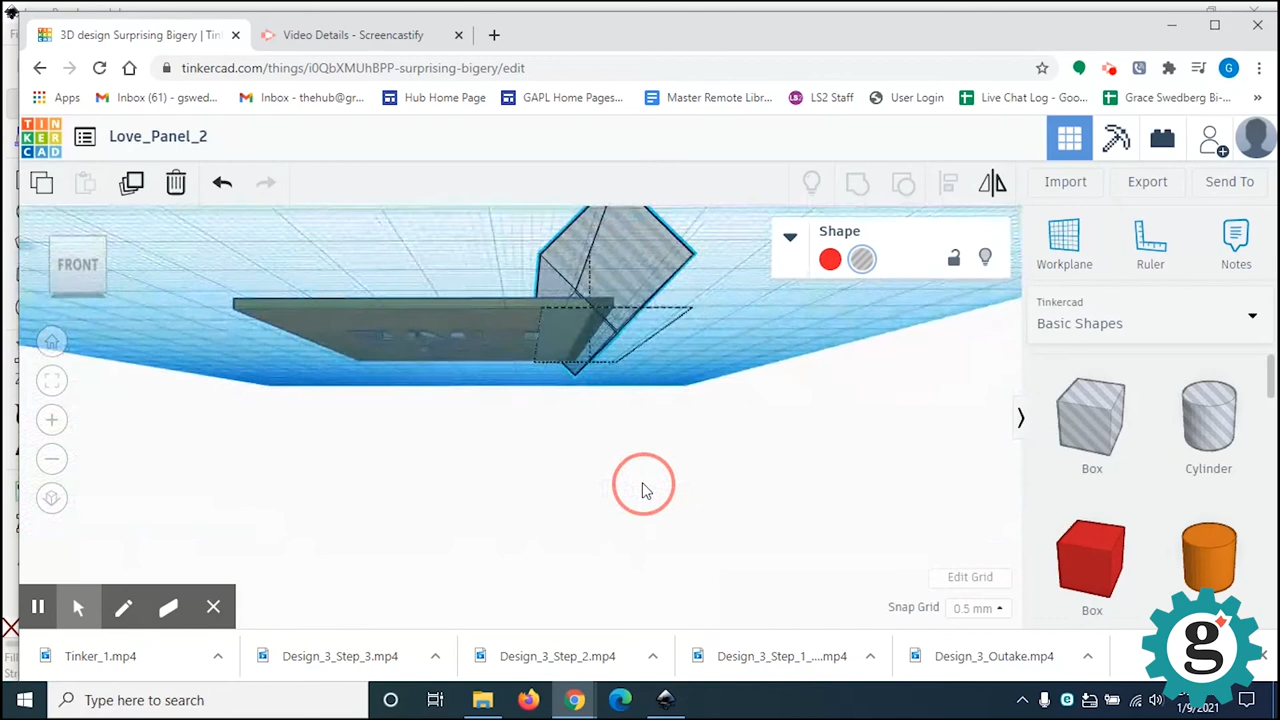 3D design Surprising Bigery | Tin
Video Details - Screencastify
tinkercad.com/things/i0QbXMUhBPP-surprising-bigery/edit
Apps
Inbox (61) - gswed...
Inbox - thehub@gr...
Hub Home Page
GAPL Home Pages...
Master Remote Libr...
LS2 Staff
User Login
Live Chat Log - Goo...
Grace Swedberg Bi-...
TIN
KER
CAD
Love_Panel_2
Import
Export
Send To
FRONT
Shape
Workplane
Ruler
Notes
Tinkercad
Basic Shapes
Box
Cylinder
Box
Edit Grid
Snap Grid
0.5 mm
Tinker_1.mp4
Design_3_Step_3.mp4
Design_3_Step_2.mp4
Design_3_Step_1_....mp4
Design_3_Outake.mp4
g
Type here to search
1/9/2021